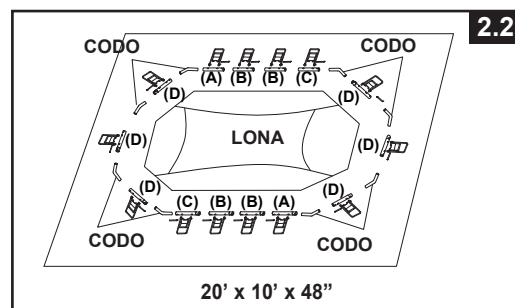 2.2
CODO CODO
(A) (B) (B) (C)
(D) (D)
(D) LONA (D)
(D) (D)
(C) (B) (B) (A)
CODO CODO
20’ x 10’ x 48”